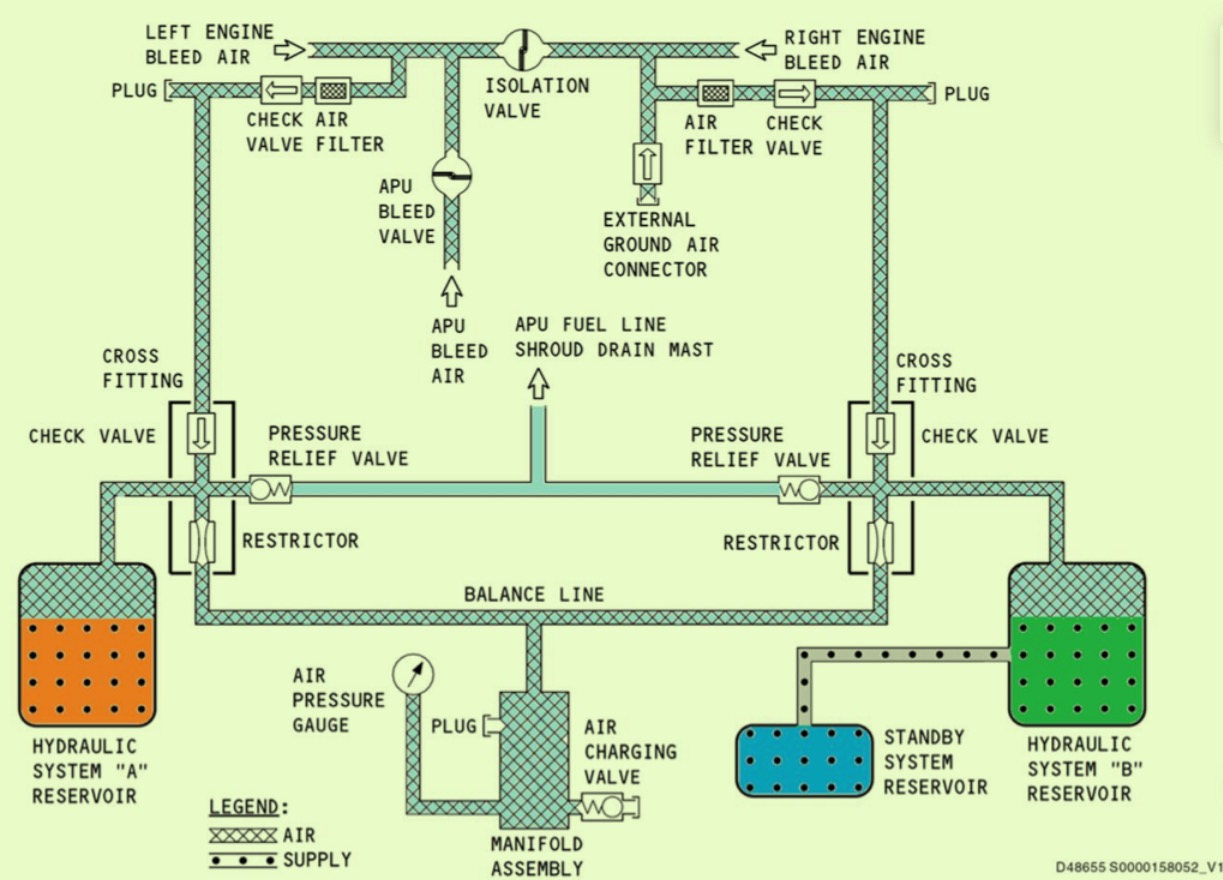 LEFT ENGINE
BLEED AIR
RIGHT ENGINE
BLEED AIR
ISOLATION
VALVE
PLUG
CHECK AIR
VALVE FILTER
AIR CHECK
FILTER VALVE
PLUG
APU
BLEED
VALVE
EXTERNAL
GROUND AIR
CONNECTOR
APU
BLEED
AIR
APU FUEL LINE
SHROUD DRAIN MAST
CROSS
FITTING
CROSS
FITTING
CHECK VALVE
PRESSURE
RELIEF VALVE
PRESSURE
RELIEF VALVE
CHECK VALVE
RESTRICTOR
RESTRICTOR
BALANCE LINE
AIR
PRESSURE
GAUGE
PLUG
AIR
CHARGING
VALVE
STANDBY
SYSTEM
RESERVOIR
HYDRAULIC
SYSTEM "A"
RESERVOIR
HYDRAULIC
SYSTEM "B"
RESERVOIR
LEGEND:
AIR
SUPPLY
MANIFOLD
ASSEMBLY
D48655 S0000158052_V1